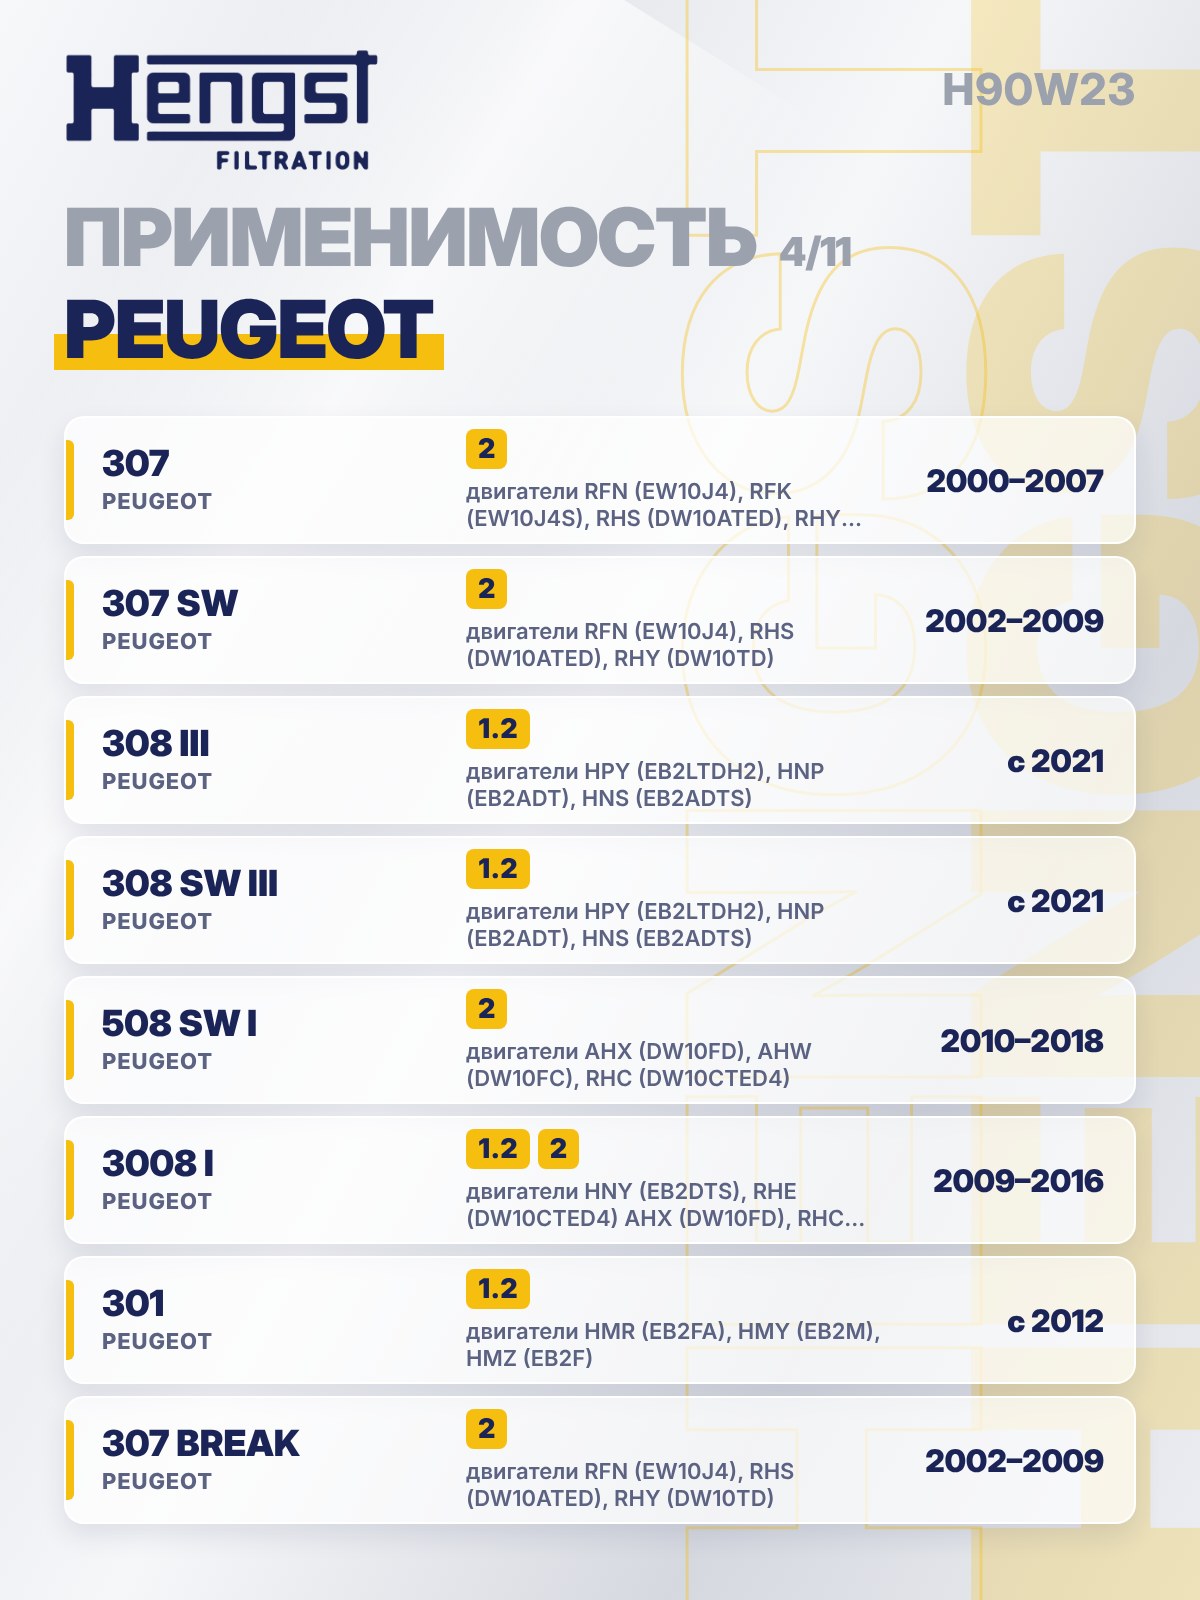 Hengst
FILTRATION
H90W23
ПРИМЕНИМОСТЬ 4/11
PEUGEOT
307
PEUGEOT
2
двигатели RFN (EW10J4), RFK
(EW10J4S), RHS (DW10ATED), RHY...
2000–2007
307 SW
PEUGEOT
2
двигатели RFN (EW10J4), RHS
(DW10ATED), RHY (DW10TD)
2002–2009
308 III
PEUGEOT
1.2
двигатели HPY (EB2LTDH2), HNP
(EB2ADT), HNS (EB2ADTS)
с 2021
308 SW III
PEUGEOT
1.2
двигатели HPY (EB2LTDH2), HNP
(EB2ADT), HNS (EB2ADTS)
с 2021
508 SW I
PEUGEOT
2
двигатели AHX (DW10FD), AHW
(DW10FC), RHC (DW10CTED4)
2010–2018
3008 I
PEUGEOT
1.2 2
двигатели HNY (EB2DTS), RHE
(DW10CTED4) AHX (DW10FD), RHC...
2009–2016
301
PEUGEOT
1.2
двигатели HMR (EB2FA), HMY (EB2M),
HMZ (EB2F)
с 2012
307 BREAK
PEUGEOT
2
двигатели RFN (EW10J4), RHS
(DW10ATED), RHY (DW10TD)
2002–2009
HENGST
HENGST